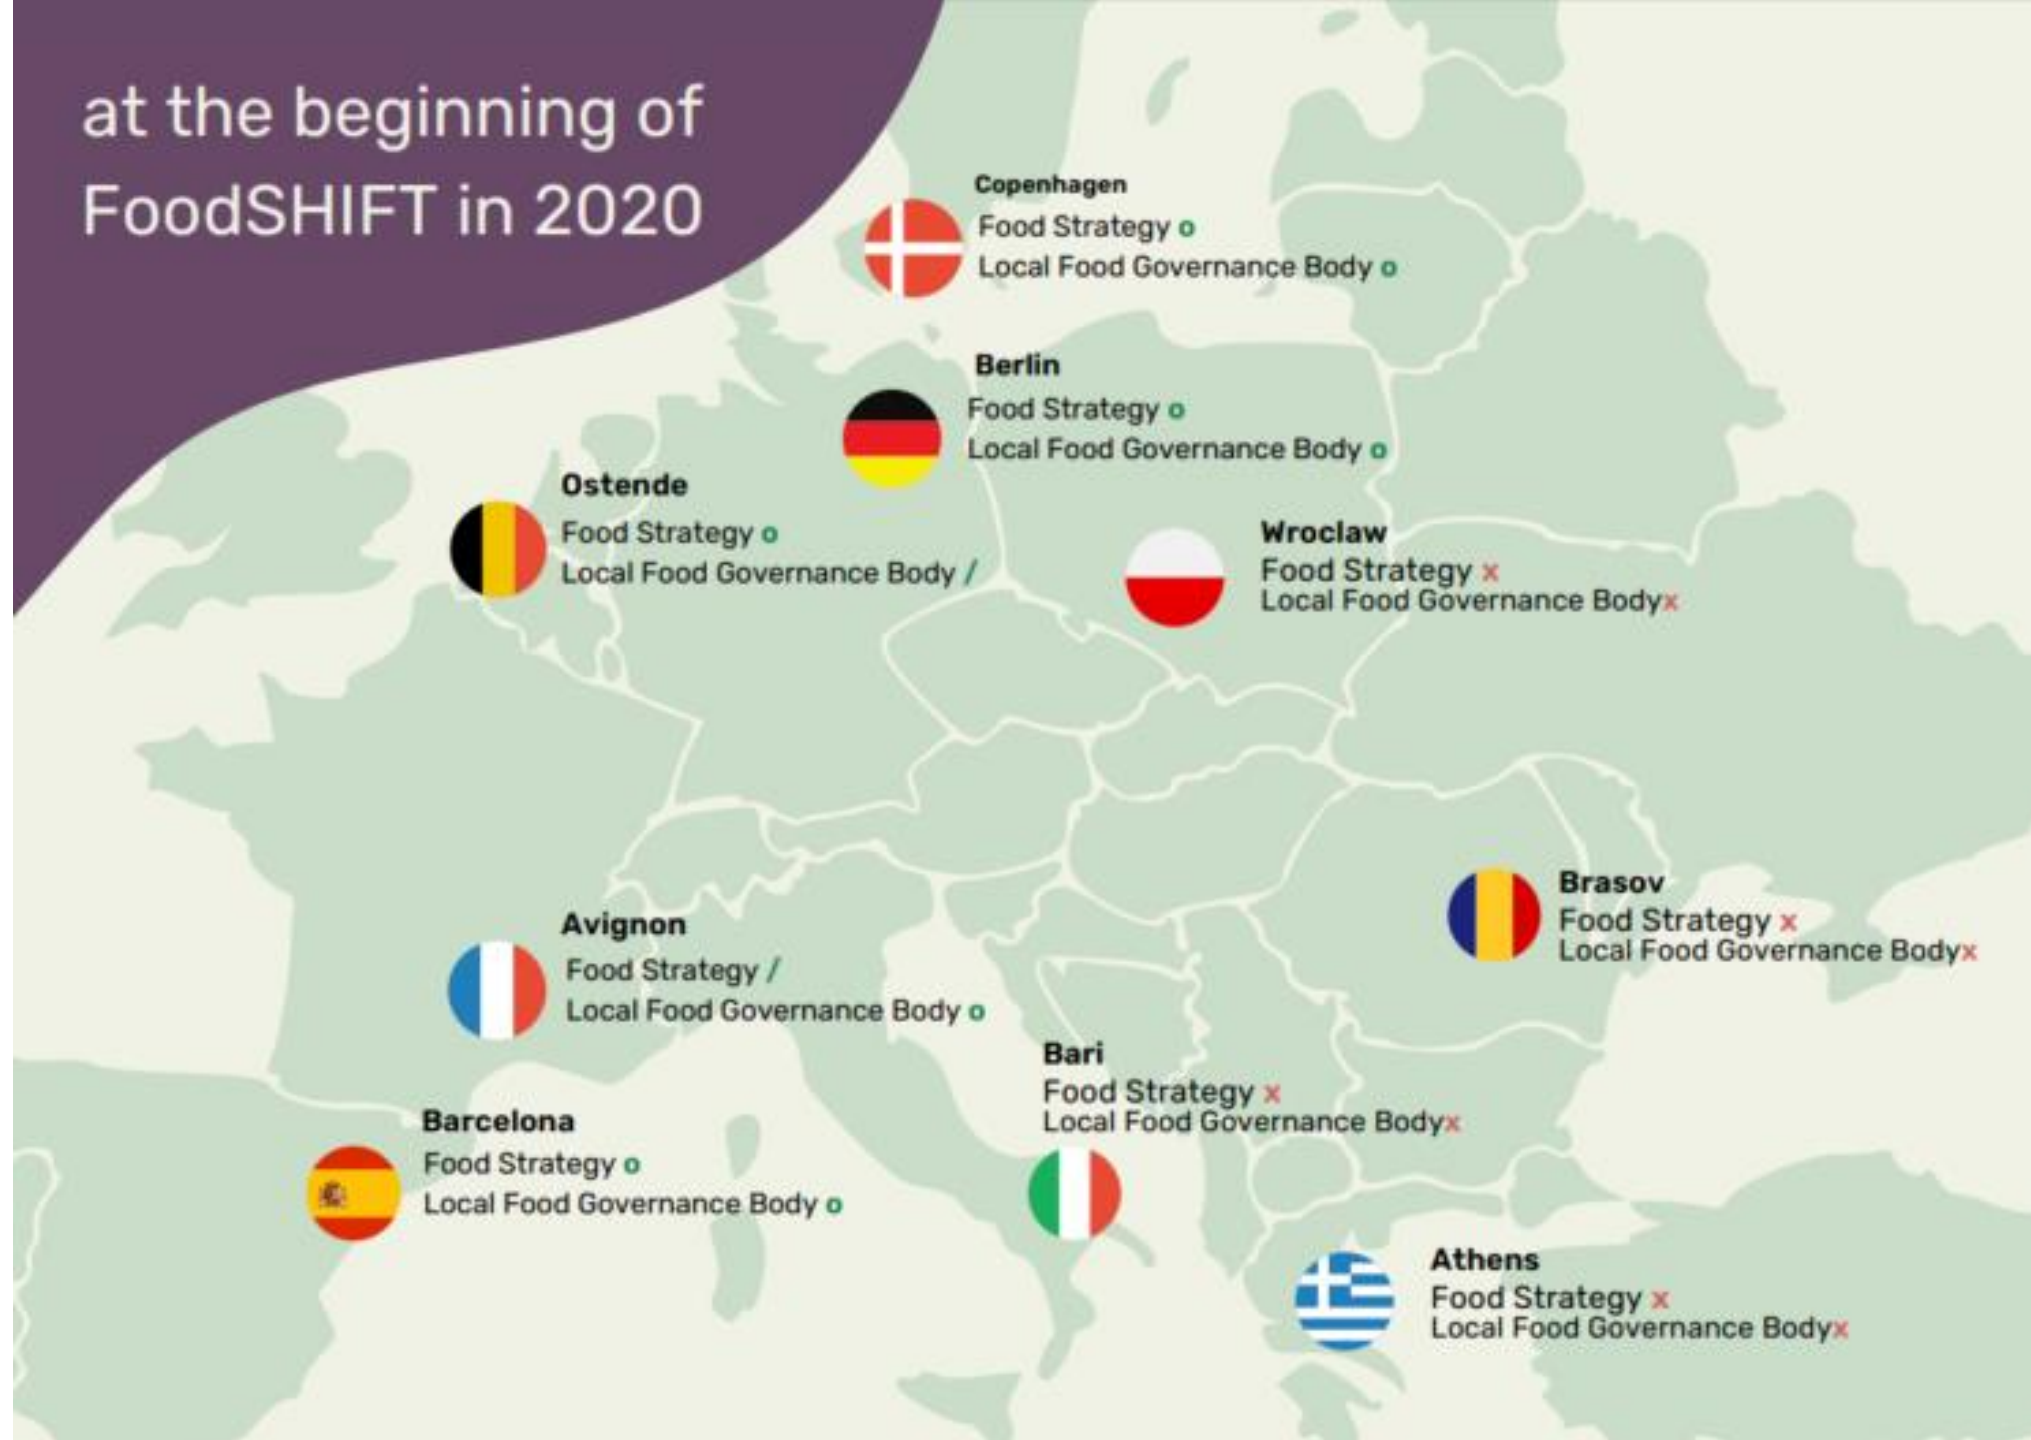 at the beginning of
FoodSHIFT in 2020
Copenhagen
Food Strategy o
Local Food Governance Body o
Berlin
Food Strategy o
Local Food Governance Body o
Ostende
Food Strategy o
Local Food Governance Body /
Wroclaw
Food Strategy x
Local Food Governance Bodyx
Brasov
Food Strategy x
Local Food Governance Bodyx
Avignon
Food Strategy /
Local Food Governance Body o
Bari
Food Strategy x
Local Food Governance Bodyx
Barcelona
Food Strategy o
Local Food Governance Body o
Athens
Food Strategy x
Local Food Governance Bodyx